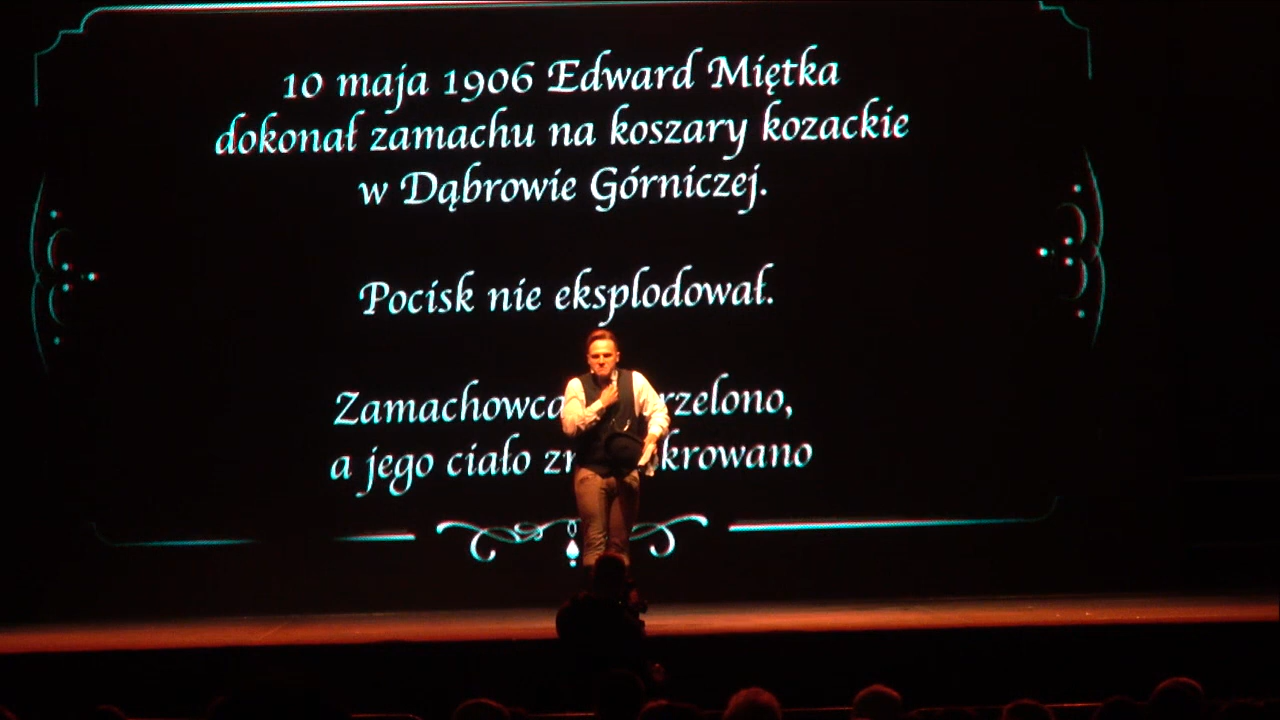 10 maja 1906 Edward Miętka
dokonał zamachu na koszary kozackie
w Dąbrowie Górniczej.
Pocisk nie eksplodował.
Zamachowca
a jego ciało